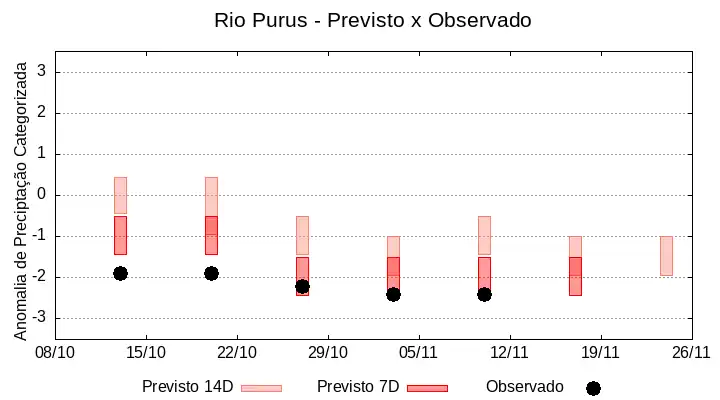 Rio Purus - Previsto x Observado
Anomalia de Precipitação Categorizada
3
2
1
0
-1
-2
-3
08/10 15/10 22/10 29/10 05/11 12/11 19/11 26/11
Previsto 14D Previsto 7D Observado